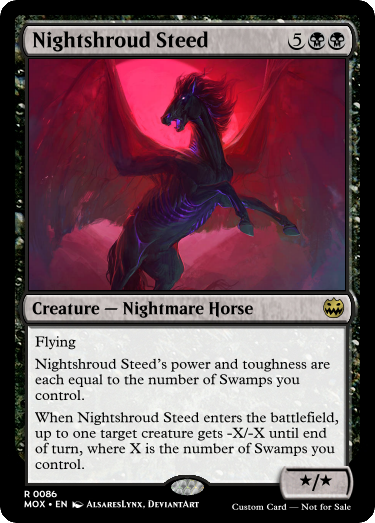 Nightshroud Steed 5
Creature — Nightmare Horse
Flying
Nightshroud Steed's power and toughness are
each equal to the number of Swamps you
control.
When Nightshroud Steed enters the battlefield,
up to one target creature gets -X/-X until end
of turn, where X is the number of Swamps you
control.
*/*
R 0086
MOX • EN AlsaresLynx, DeviantArt
Custom Card — Not for Sale